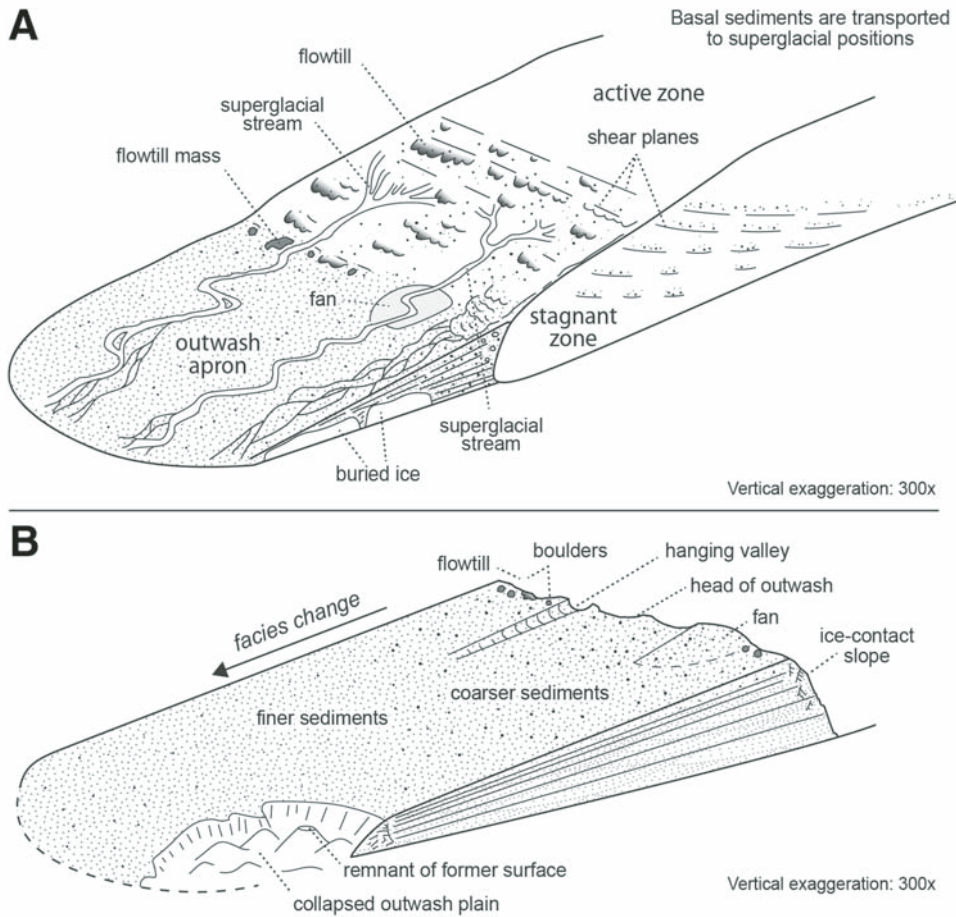 A
Basal sediments are transported
to superglacial positions
flowtill
active zone
superglacial
stream
shear planes
flowtill mass
fan
stagnant
zone
outwash
apron
superglacial
stream
buried ice
Vertical exaggeration: 300x
B
boulders
hanging valley
flowtill
head of outwash
facies change
fan
ice-contact
slope
coarser sediments
finer sediments
remnant of former surface
collapsed outwash plain
Vertical exaggeration: 300x